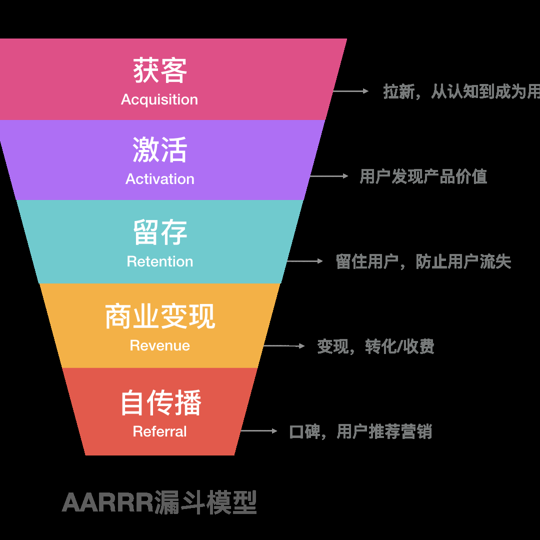 获客
Acquisition
拉新，从认知到成为用
激活
Activation
用户发现产品价值
留存
Retention
留住用户，防止用户流失
商业变现
Revenue
变现，转化/收费
自传播
Referral
口碑，用户推荐营销
AARRR漏斗模型